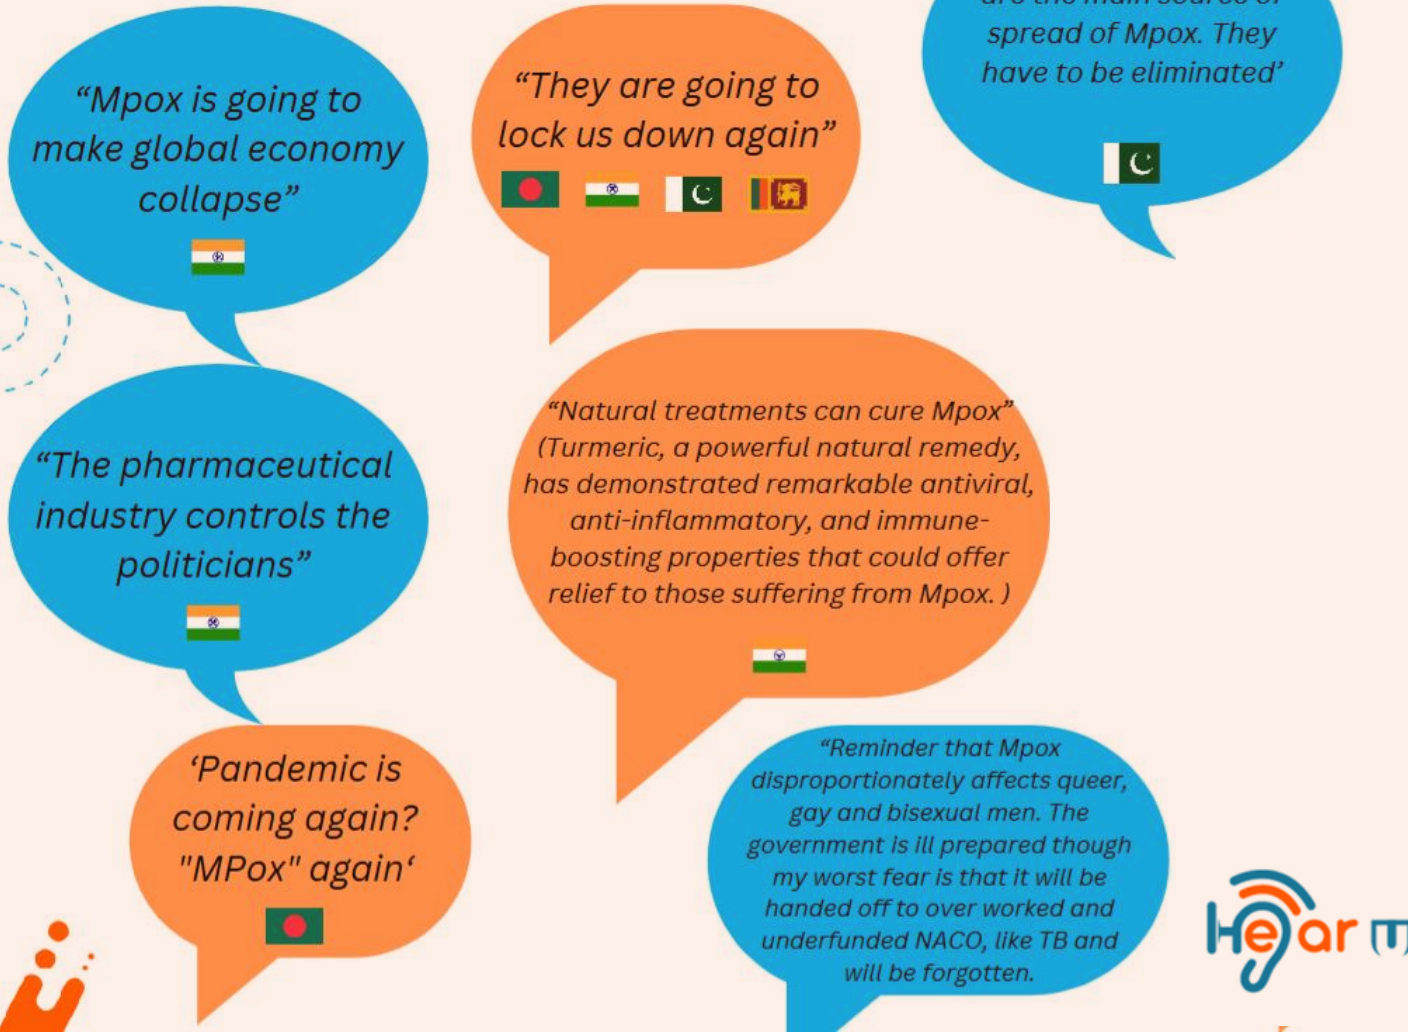 “Mpox is going to
make global economy
collapse”
“They are going to
lock us down again”
spread of Mpox. They
have to be eliminated’
“The pharmaceutical
industry controls the
politicians”
“Natural treatments can cure Mpox”
(Turmeric, a powerful natural remedy,
has demonstrated remarkable antiviral,
anti-inflammatory, and immune-
boosting properties that could offer
relief to those suffering from Mpox. )
‘Pandemic is
coming again?
"MPox" again‘
“Reminder that Mpox
disproportionately affects queer,
gay and bisexual men. The
government is ill prepared though
my worst fear is that it will be
handed off to over worked and
underfunded NACO, like TB and
will be forgotten.
Hear